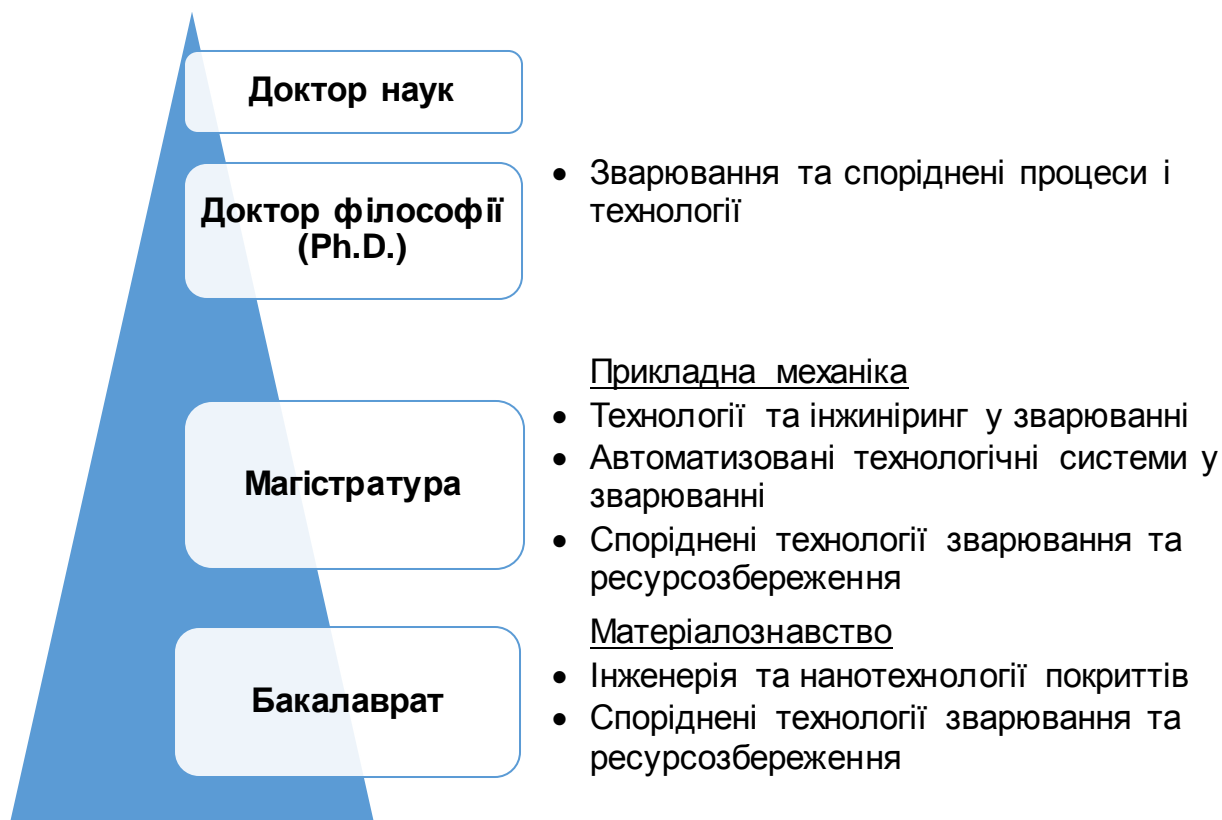 Доктор наук
Доктор філософії
(Ph.D.)
• Зварювання та споріднені процеси і
технології
Магістратура
Прикладна механіка
• Технології та інжиніринг у зварюванні
• Автоматизовані технологічні системи у
зварюванні
• Споріднені технології зварювання та
ресурсозбереження
Бакалаврат
Матеріалознавство
• Інженерія та нанотехнології покриттів
• Споріднені технології зварювання та
ресурсозбереження